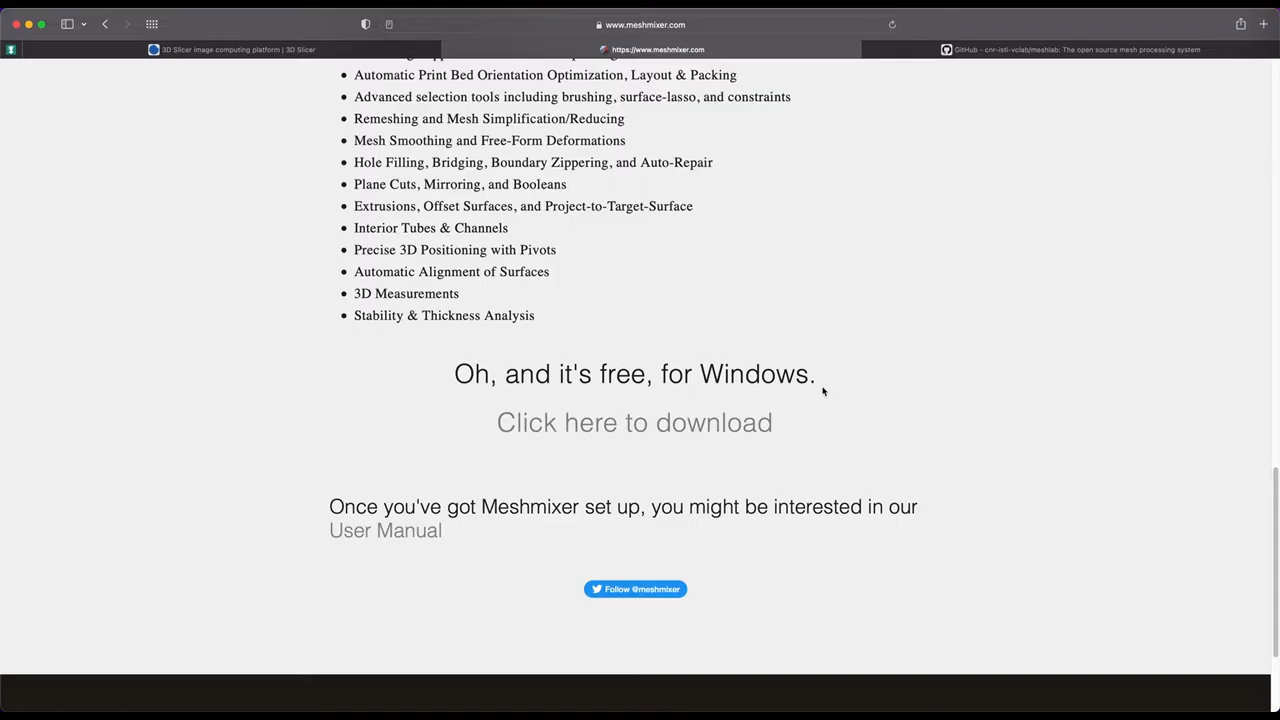 www.meshmixer.com
3D Slicer image computing platform | 3D Slicer
https://www.meshmixer.com
GitHub - cnr-isti-vclab/meshlab: The open source mesh processing system
Automatic Print Bed Orientation Optimization, Layout & Packing
Advanced selection tools including brushing, surface-lasso, and constraints
Remeshing and Mesh Simplification/Reducing
Mesh Smoothing and Free-Form Deformations
Hole Filling, Bridging, Boundary Zippering, and Auto-Repair
Plane Cuts, Mirroring, and Booleans
Extrusions, Offset Surfaces, and Project-to-Target-Surface
Interior Tubes & Channels
Precise 3D Positioning with Pivots
Automatic Alignment of Surfaces
3D Measurements
Stability & Thickness Analysis
Oh, and it's free, for Windows.
Click here to download
Once you've got Meshmixer set up, you might be interested in our
User Manual
Follow @meshmixer